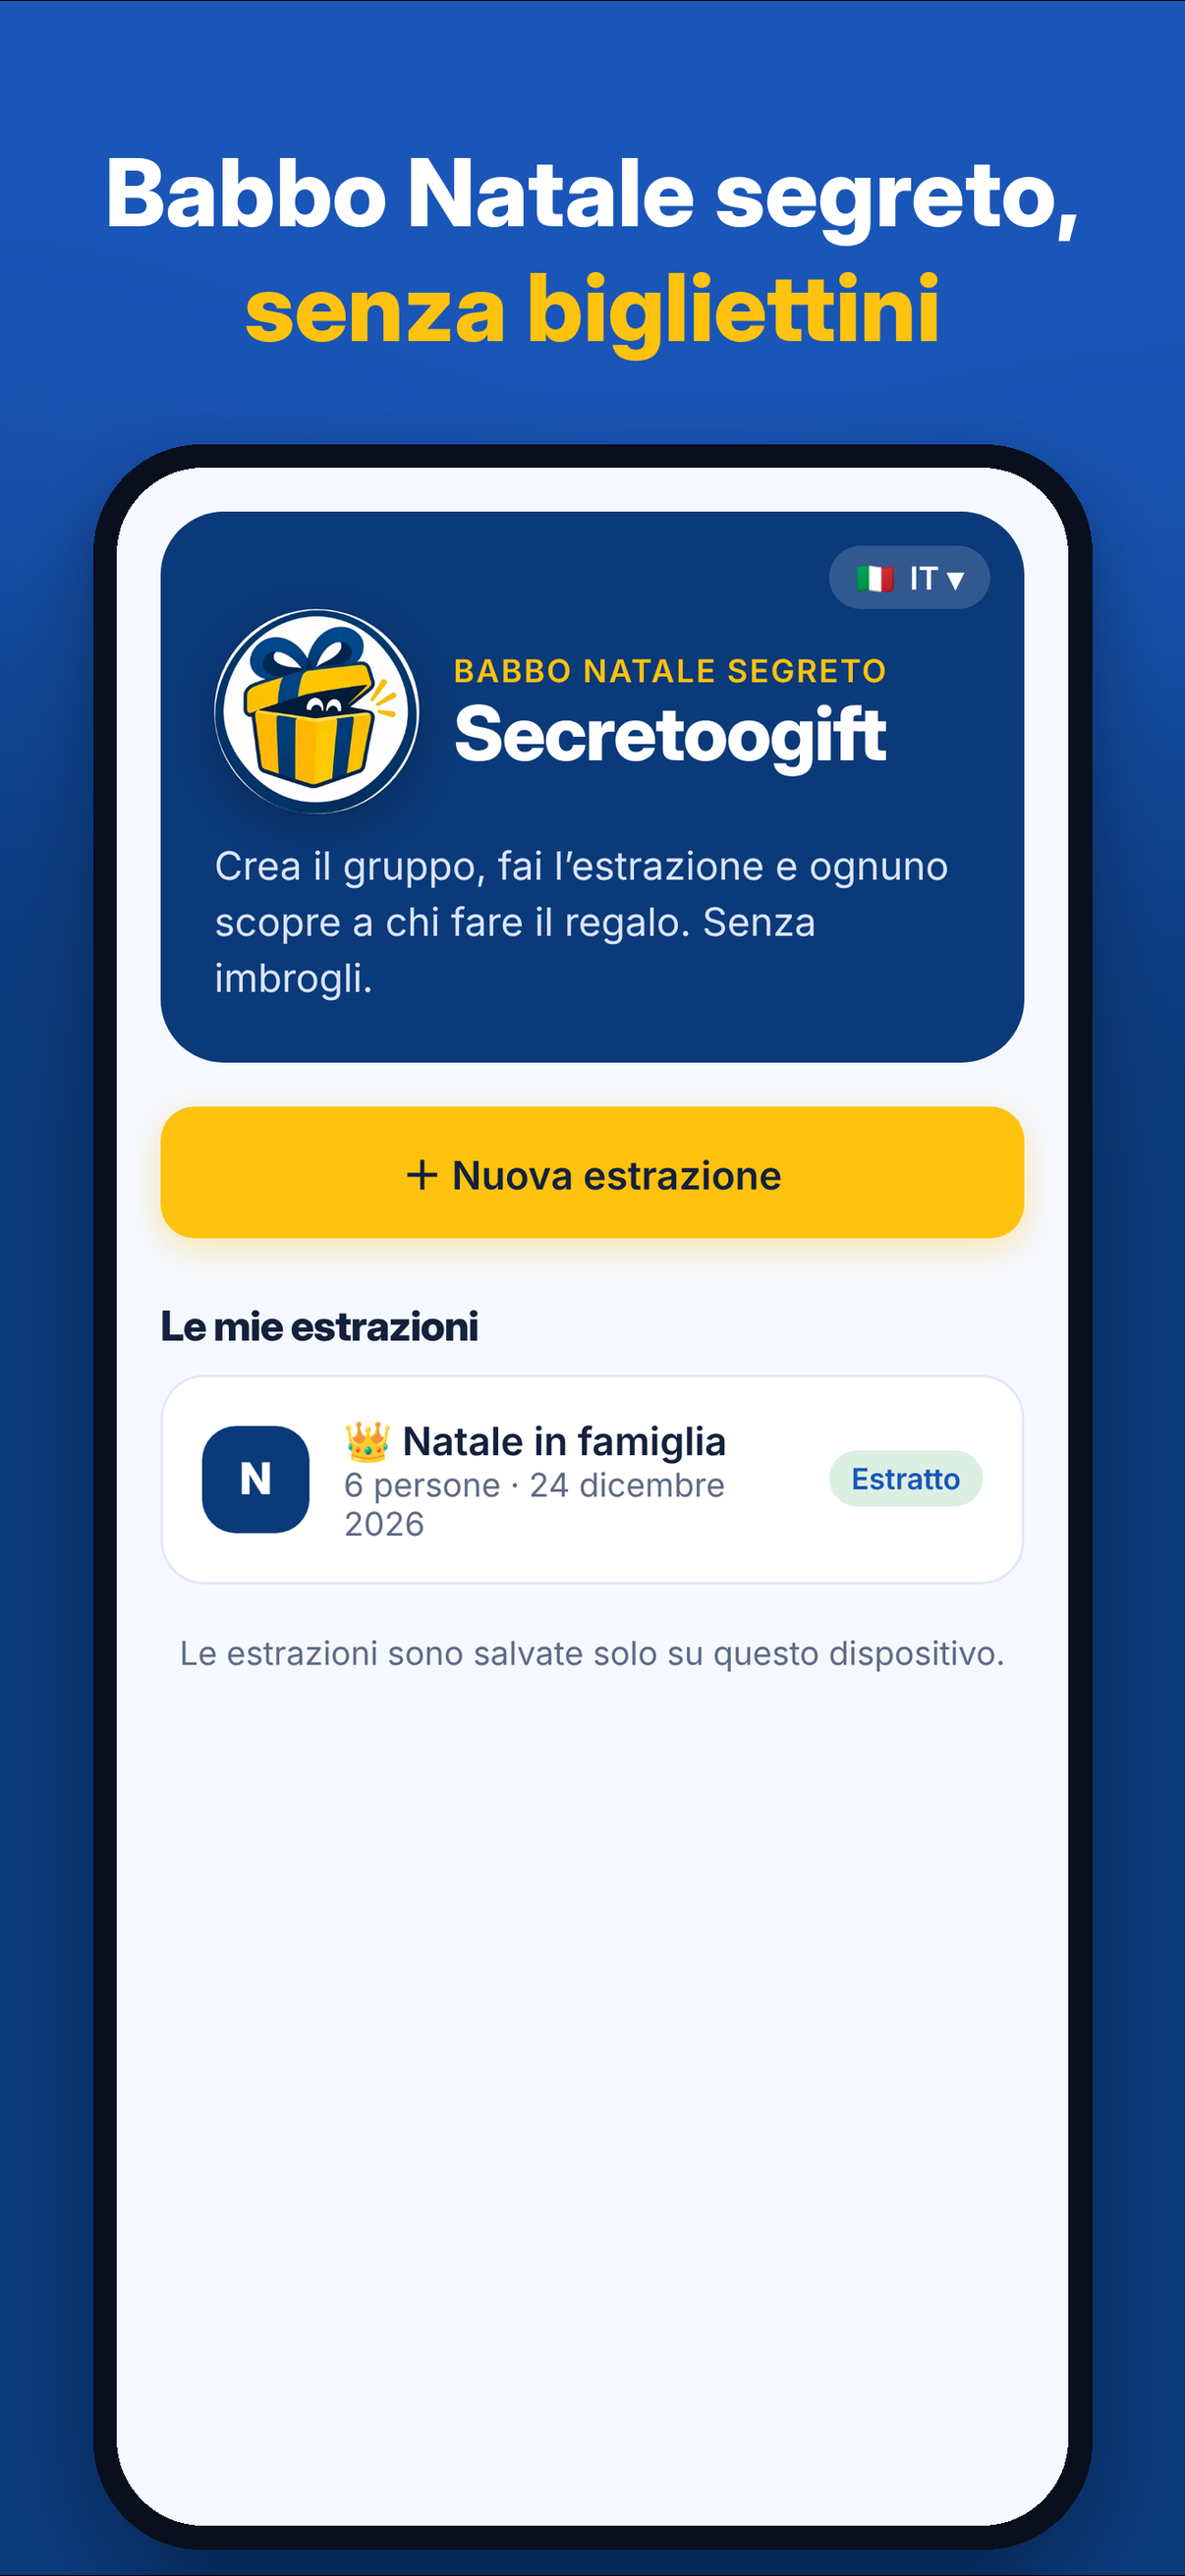 Babbo Natale segreto,
senza bigliettini
🇮🇹 IT ▾
BABBO NATALE SEGRETO
Secretoogift
Crea il gruppo, fai l’estrazione e ognuno
scopre a chi fare il regalo. Senza
imbrogli.
+ Nuova estrazione
Le mie estrazioni
N
👑 Natale in famiglia
6 persone · 24 dicembre
2026
Estratto
Le estrazioni sono salvate solo su questo dispositivo.